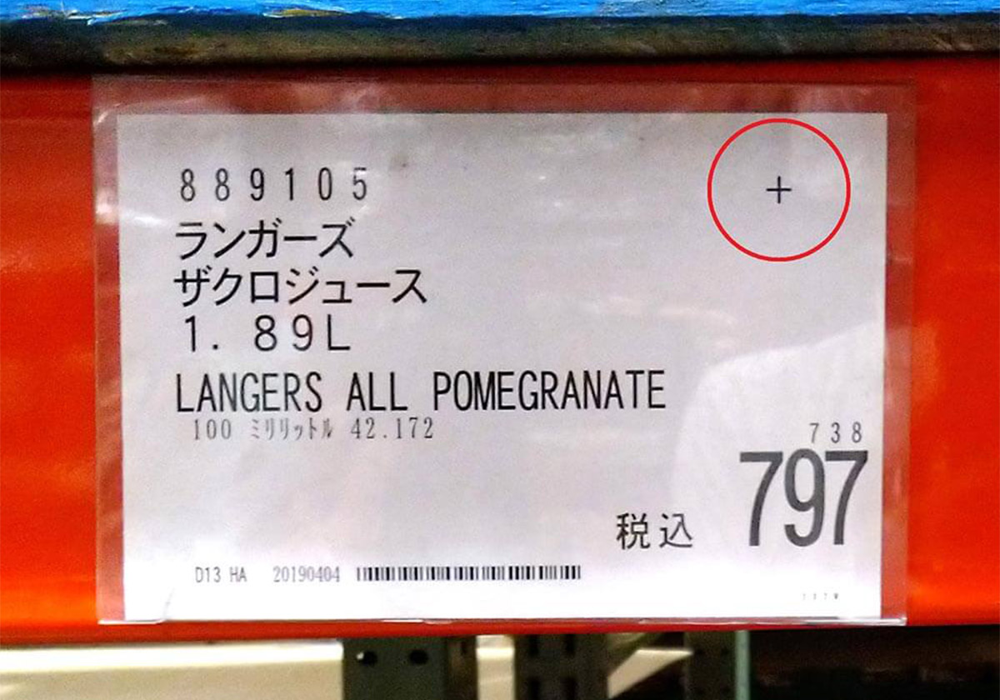 889105
+
ランガーズ
ザクロジュース
1. 89L
LANGERS ALL POMEGRANATE
100 ミリリットル 42.172
738
税込 797
D13 HA 20190404